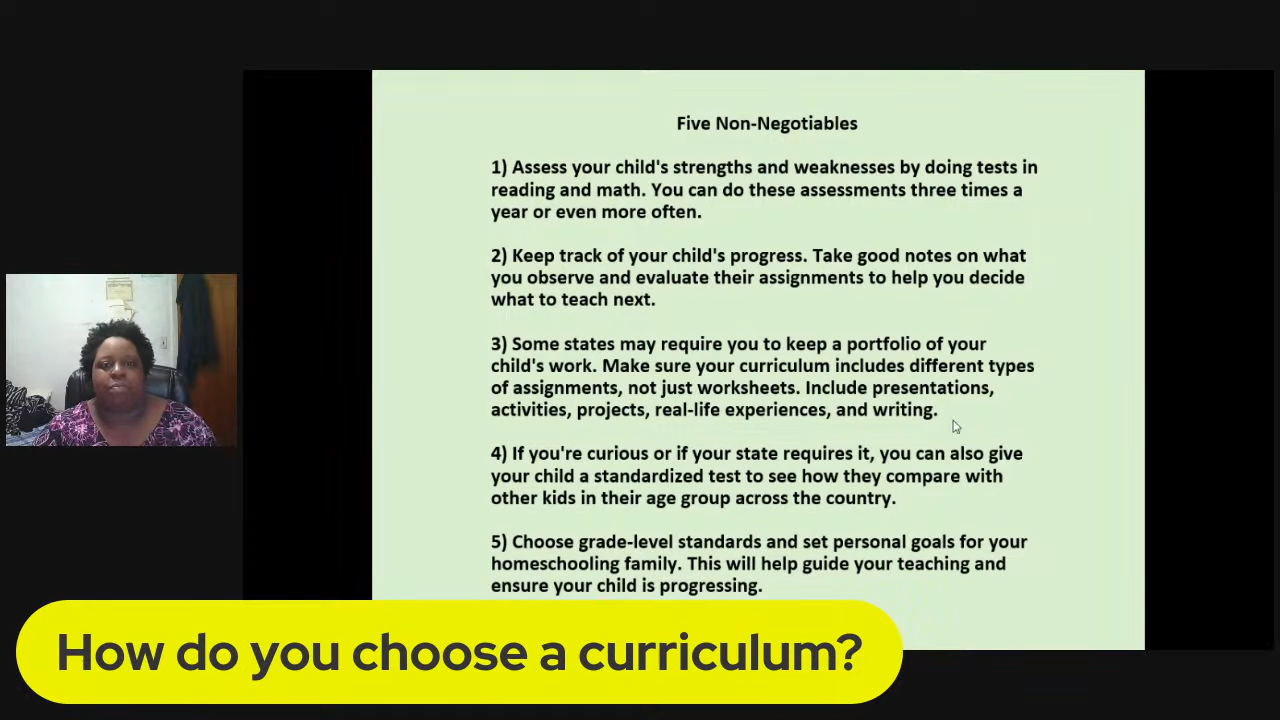 Five Non-Negotiables
1) Assess your child's strengths and weaknesses by doing tests in
reading and math. You can do these assessments three times a
year or even more often.
2) Keep track of your child's progress. Take good notes on what
you observe and evaluate their assignments to help you decide
what to teach next.
3) Some states may require you to keep a portfolio of your
child's work. Make sure your curriculum includes different types
of assignments, not just worksheets. Include presentations,
activities, projects, real-life experiences, and writing.
4) If you're curious or if your state requires it, you can also give
your child a standardized test to see how they compare with
other kids in their age group across the country.
5) Choose grade-level standards and set personal goals for your
homeschooling family. This will help guide your teaching and
ensure your child is progressing.
How do you choose a curriculum?